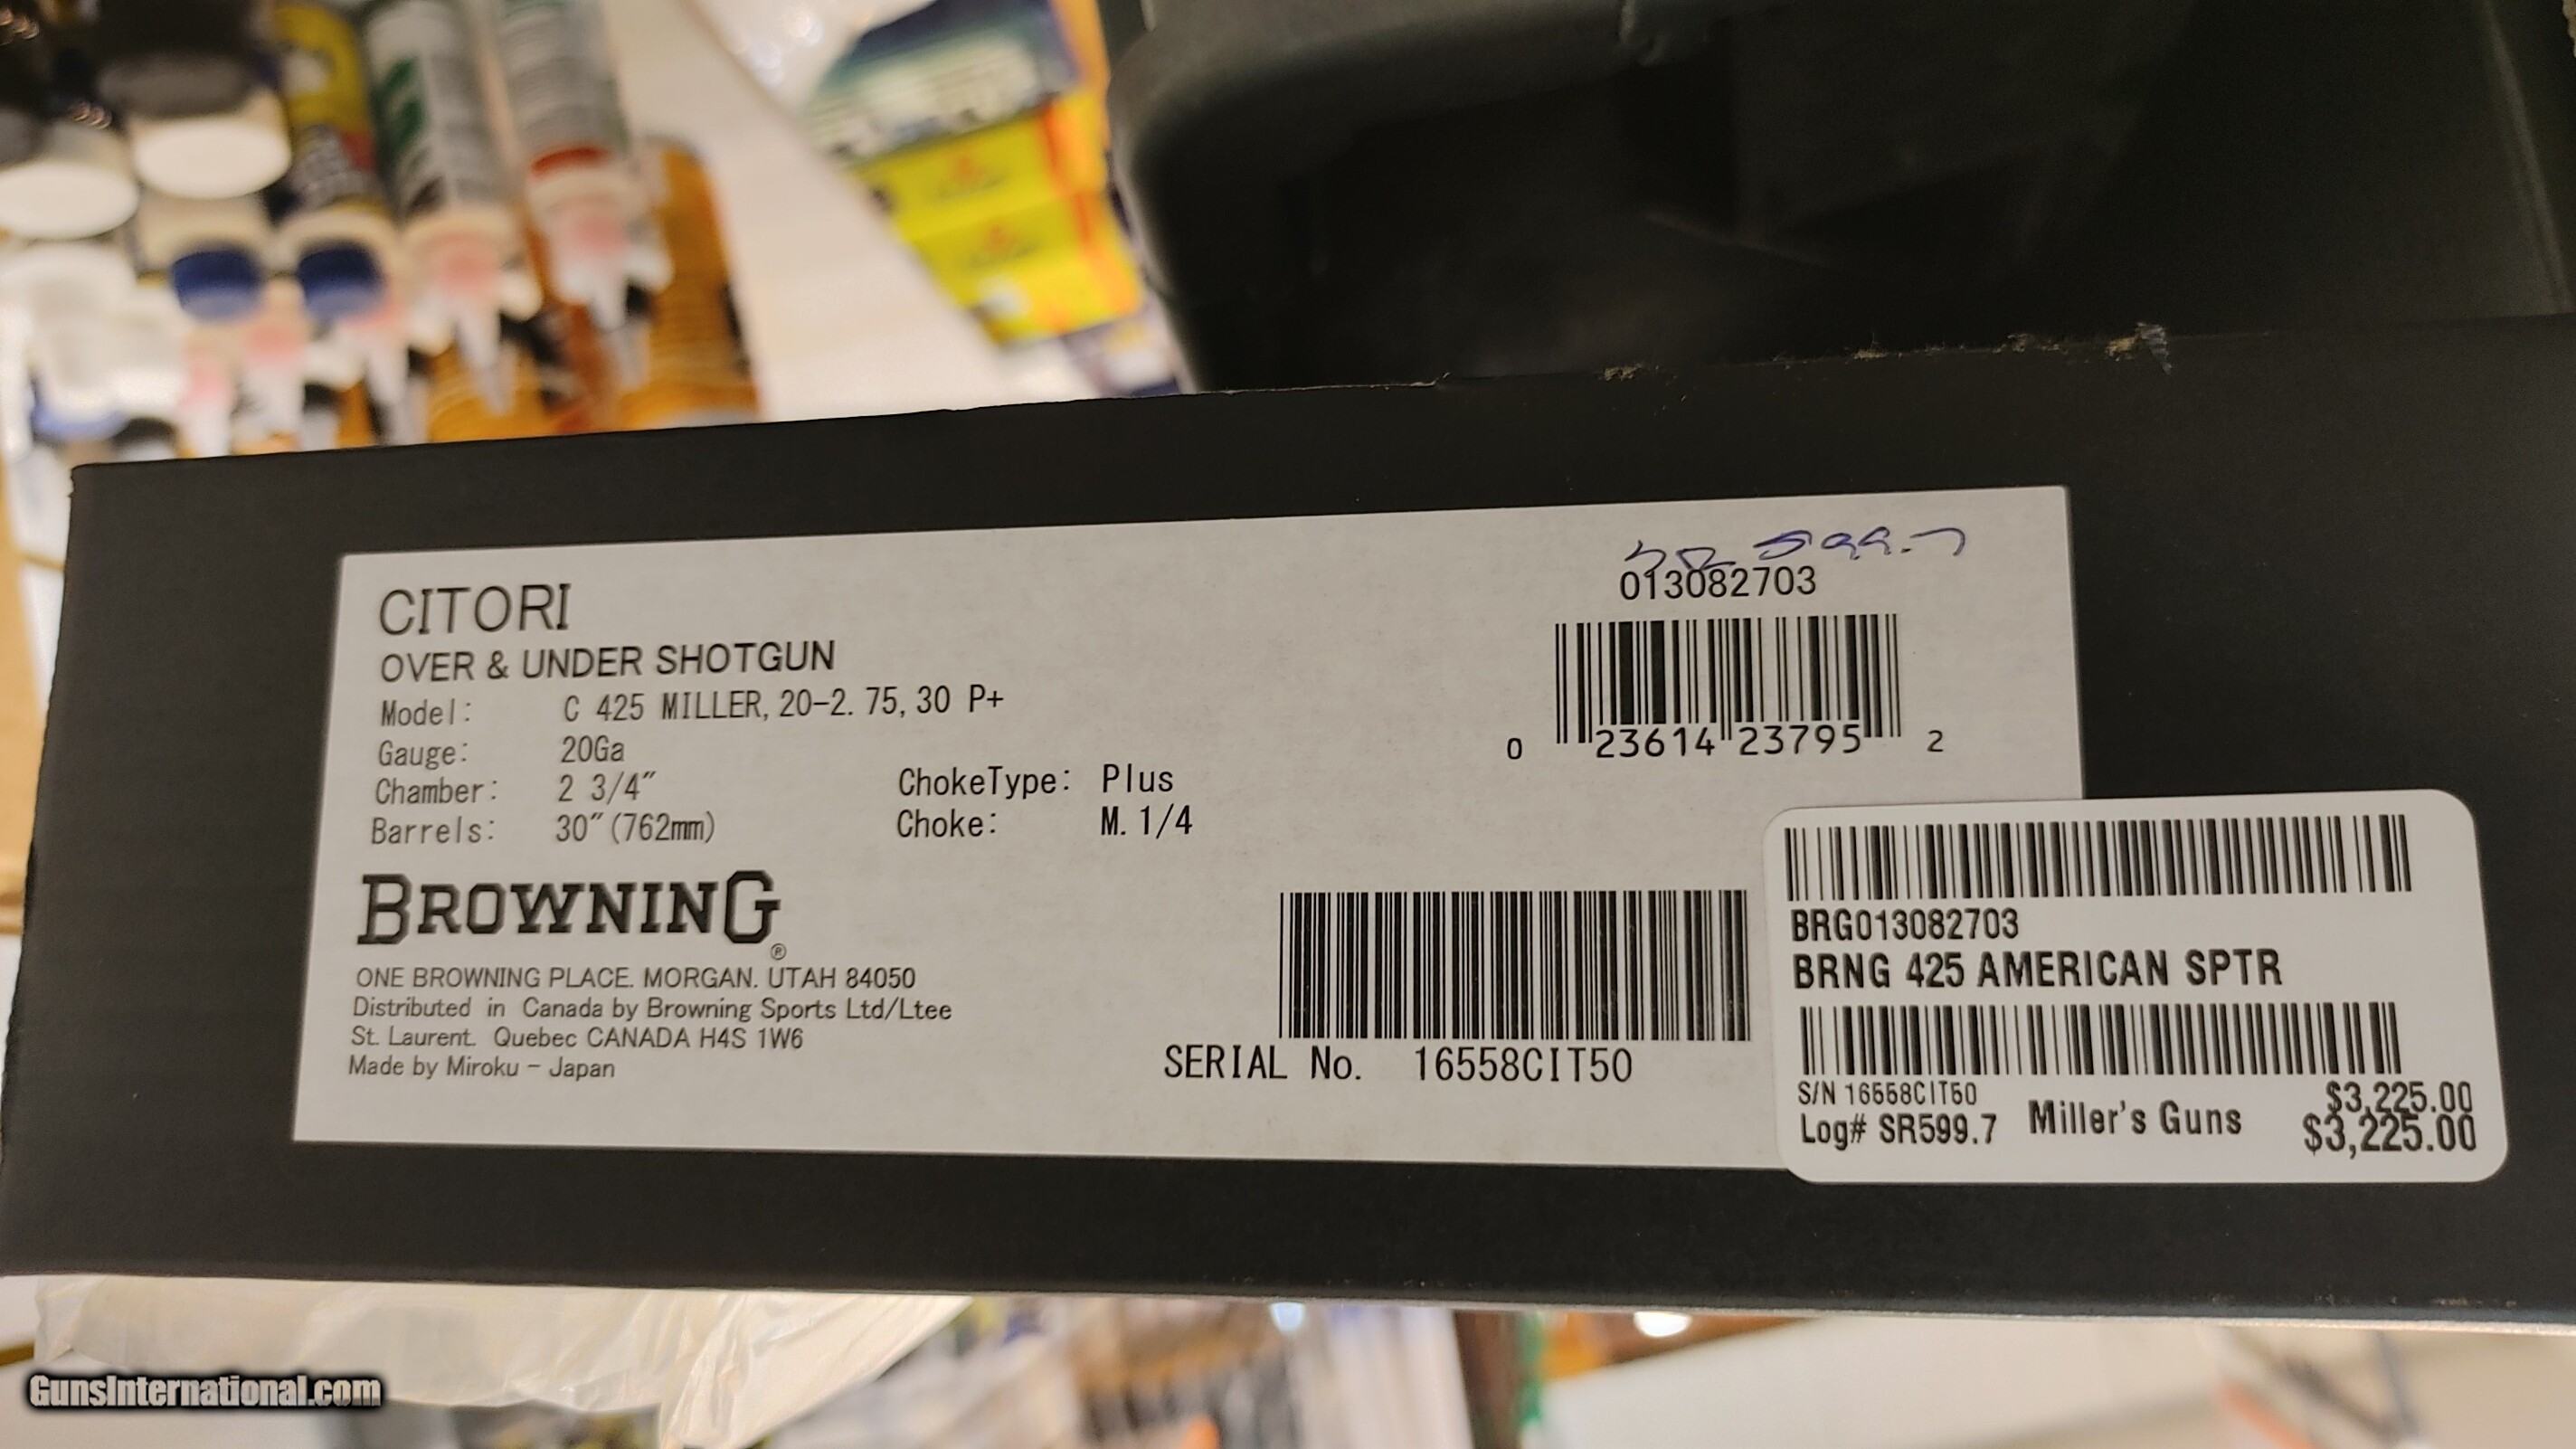 SR 599.7
013082703
CITORI
OVER & UNDER SHOTGUN
Model: C 425 MILLER, 20-2. 75, 30 P+
Gauge: 20Ga
Chamber: 2 3/4" ChokeType: Plus
Barrels: 30"(762mm) Choke: M. 1/4
0 23614 23795 2
BROWNING®
ONE BROWNING PLACE. MORGAN. UTAH 84050
Distributed in Canada by Browning Sports Ltd/Ltee
St. Laurent. Quebec CANADA H4S 1W6
Made by Miroku - Japan
SERIAL No. 16558CIT50
BRG013082703
BRNG 425 AMERICAN SPTR
S/N 16558CIT50 $3,225.00
Log# SR599.7 Miller's Guns $3,225.00
GunsInternational.com